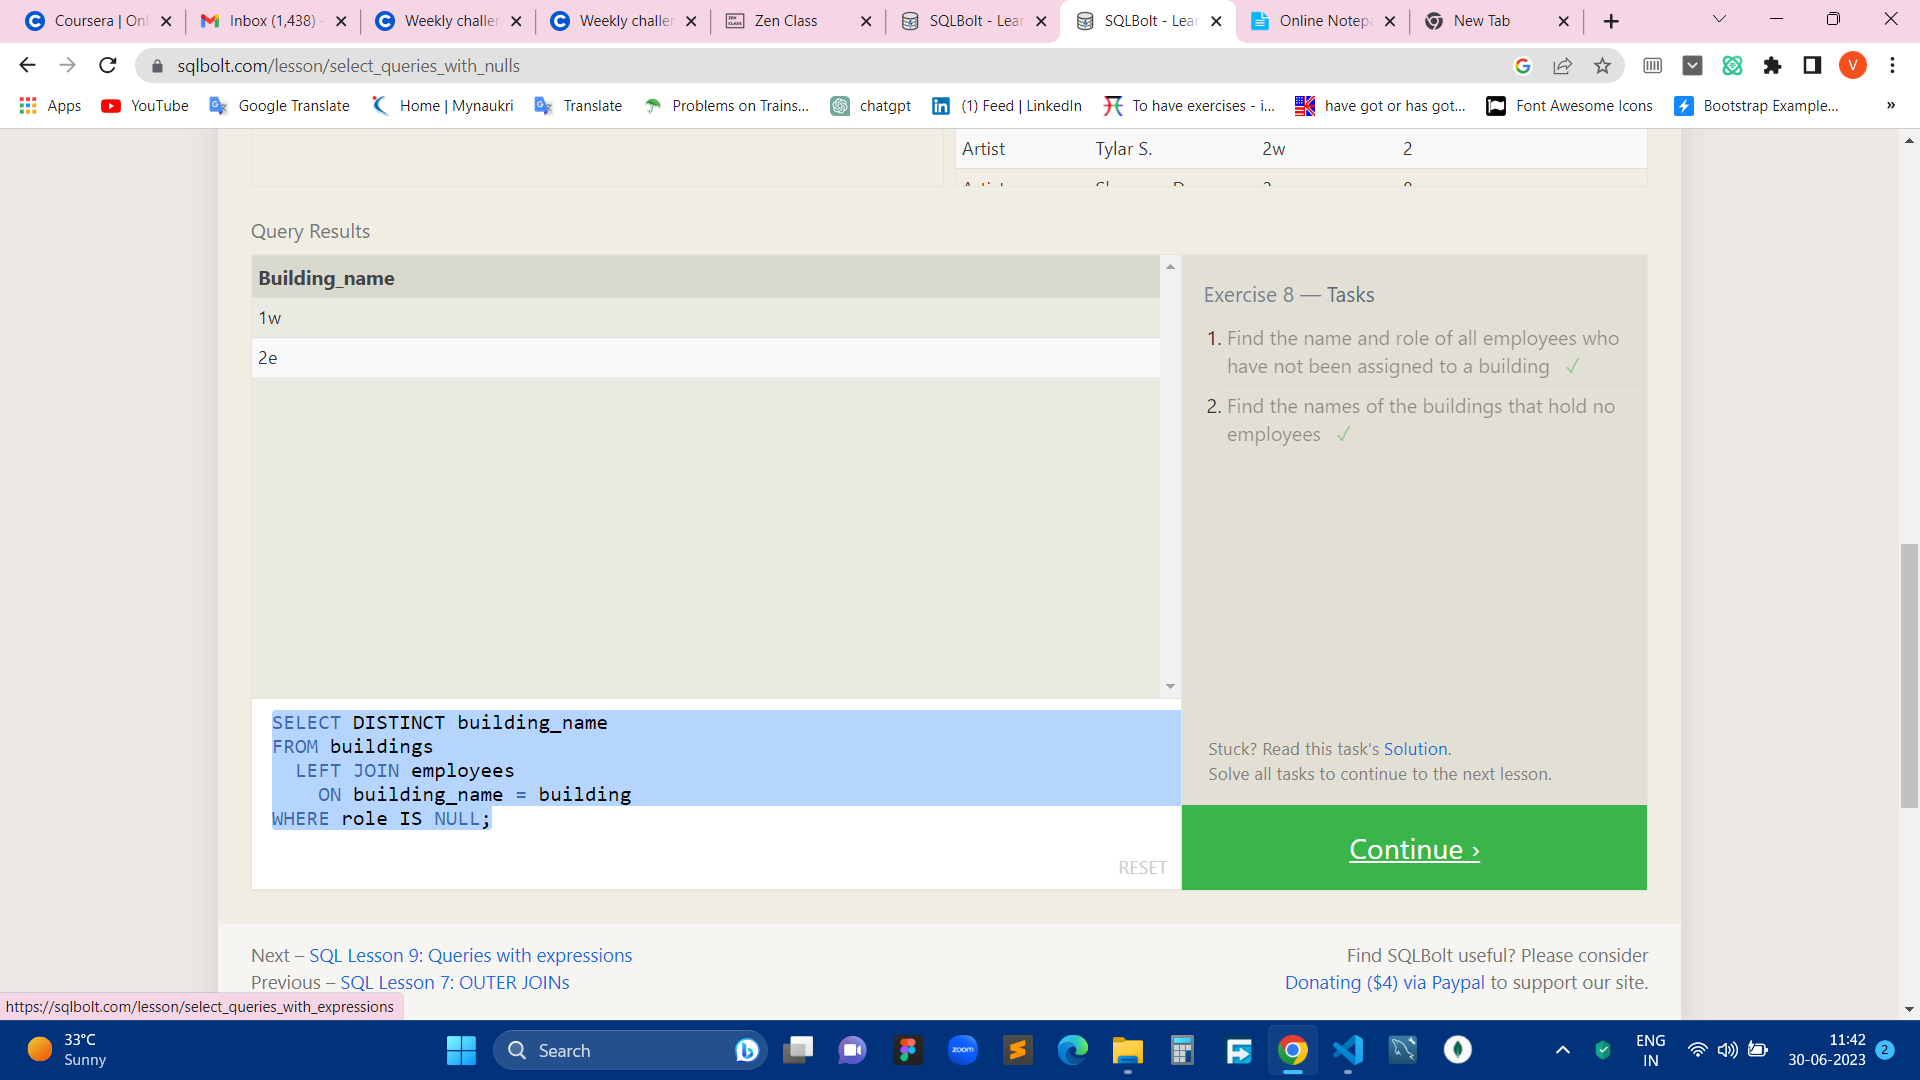 Coursera | Onl
Inbox (1,438) -
Weekly challen
Weekly challen
Zen Class
SQLBolt - Lear
SQLBolt - Lear
Online Notepa
New Tab
sqlbolt.com/lesson/select_queries_with_nulls
V
Apps
YouTube
Google Translate
Home | Mynaukri
Translate
Problems on Trains...
chatgpt
(1) Feed | LinkedIn
To have exercises - i...
have got or has got...
Font Awesome Icons
Bootstrap Example...
»
Artist Tylar S. 2w 2
Query Results
Building_name
1w
2e
Exercise 8 — Tasks
1. Find the name and role of all employees who
have not been assigned to a building ✓
2. Find the names of the buildings that hold no
employees ✓
SELECT DISTINCT building_name
FROM buildings
LEFT JOIN employees
ON building_name = building
WHERE role IS NULL;
RESET
Stuck? Read this task's Solution.
Solve all tasks to continue to the next lesson.
Continue ›
Next – SQL Lesson 9: Queries with expressions
Previous – SQL Lesson 7: OUTER JOINs
Find SQLBolt useful? Please consider
Donating ($4) via Paypal to support our site.
https://sqlbolt.com/lesson/select_queries_with_expressions
33°C
Sunny
Search
zoom
ENG
IN
11:42
30-06-2023
2